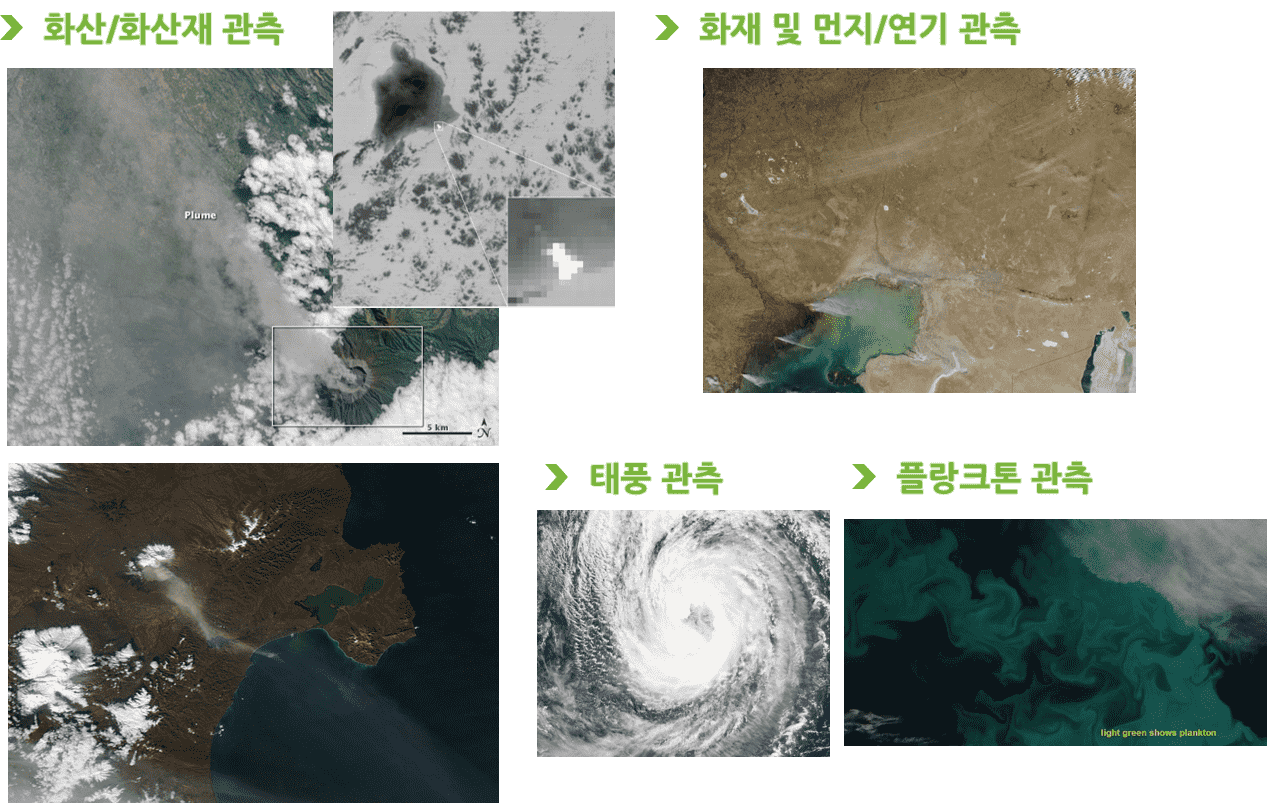 화산/화산재 관측
화재 및 먼지/연기 관측
Plume
5 km
N
태풍 관측
플랑크톤 관측
light green shows plankton